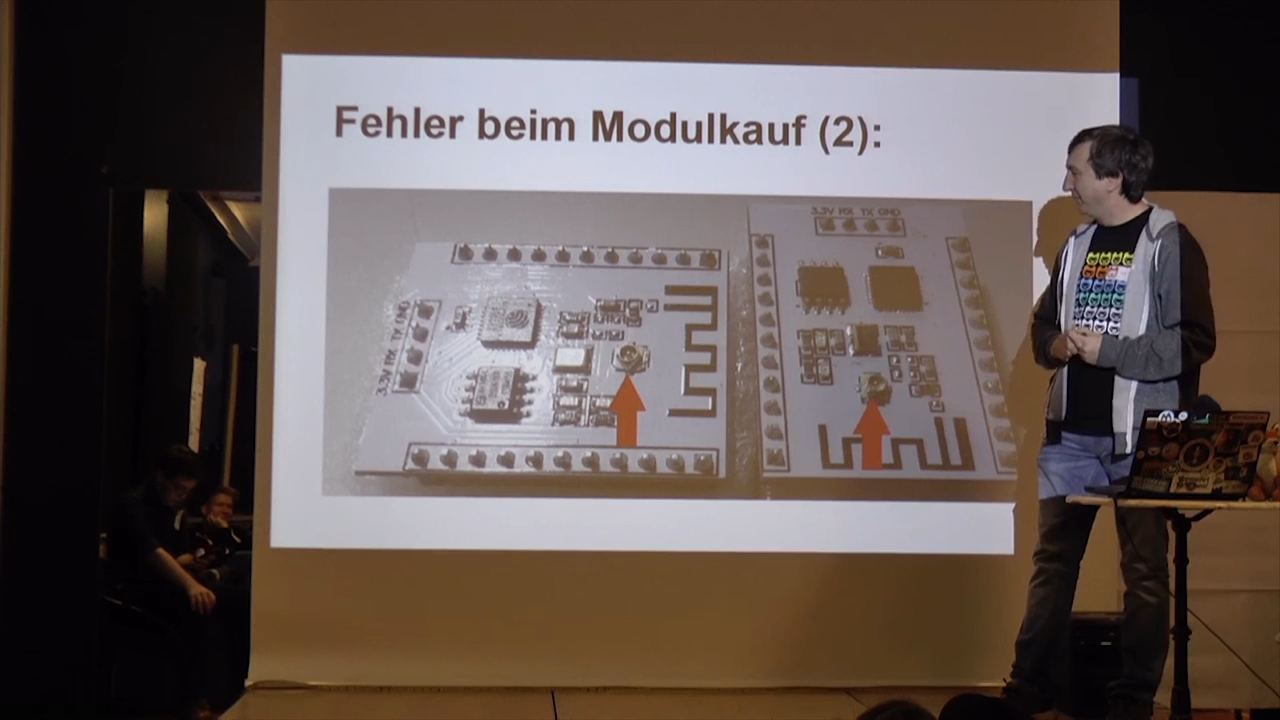 Fehler beim Modulkauf (2):
3.3V RX TX GND
3.3V RX TX GND